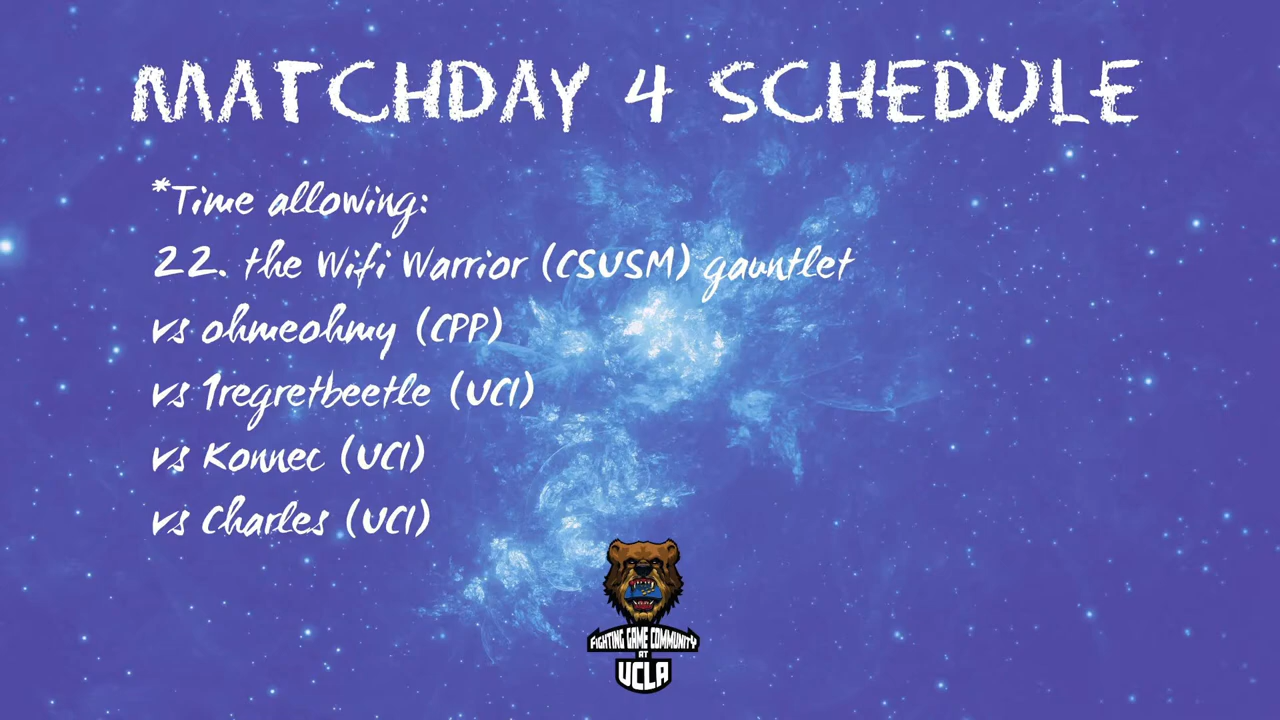 MATCHDAY 4 SCHEDULE
*Time allowing:
22. the Wifi Warrior (CSUSM) gauntlet
vs ohmeohmy (CPP)
vs 1regretbeetle (UCI)
vs Konnec (UCI)
vs Charles (UCI)
FIGHTING GAME COMMUNITY
AT
UCLA